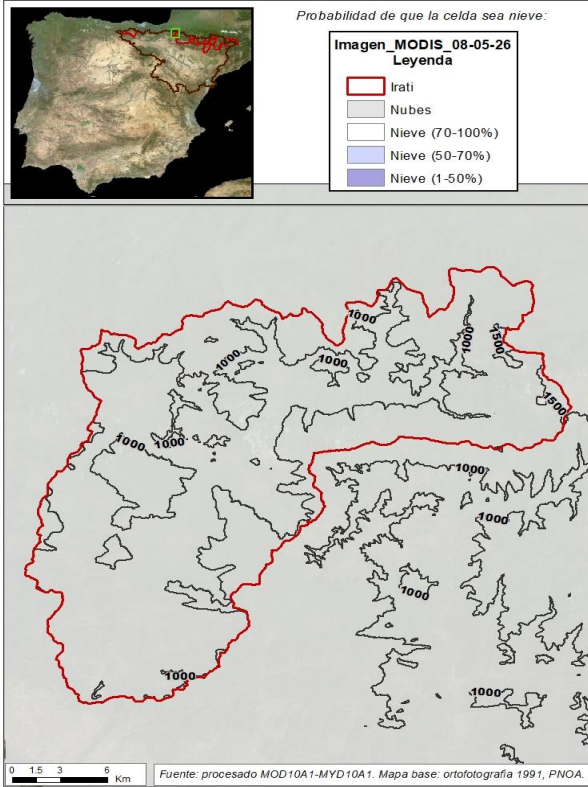 Probabilidad de que la celda sea nieve:
Imagen_MODIS_08-05-26
Leyenda
Irati
Nubes
Nieve (70-100%)
Nieve (50-70%)
Nieve (1-50%)
1000
1000
1500
1000
1000
1500
1000
1000
1000
1000
1000
1000
1000
0 1.5 3 6
Km
Fuente: procesado MOD10A1-MYD10A1. Mapa base: ortofotografia 1991, PNOA.